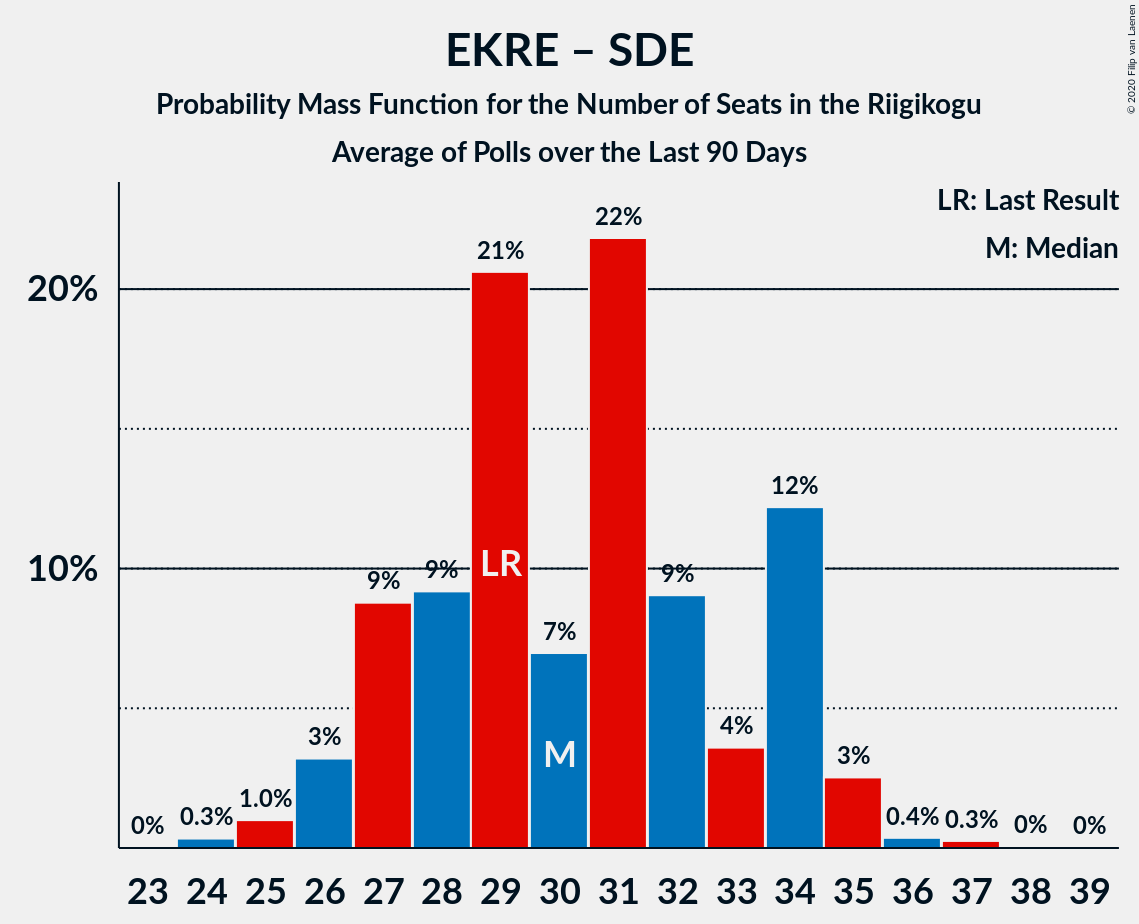 EKRE – SDE
Probability Mass Function for the Number of Seats in the Riigikogu
Average of Polls over the Last 90 Days
© 2020 Filip van Laenen
LR: Last Result
M: Median
20%
10%
0% 0.3% 1.0% 3% 9% 9% 21% 7% 22% 9% 4% 12% 3% 0.4% 0.3% 0% 0%
LR
M
23 24 25 26 27 28 29 30 31 32 33 34 35 36 37 38 39